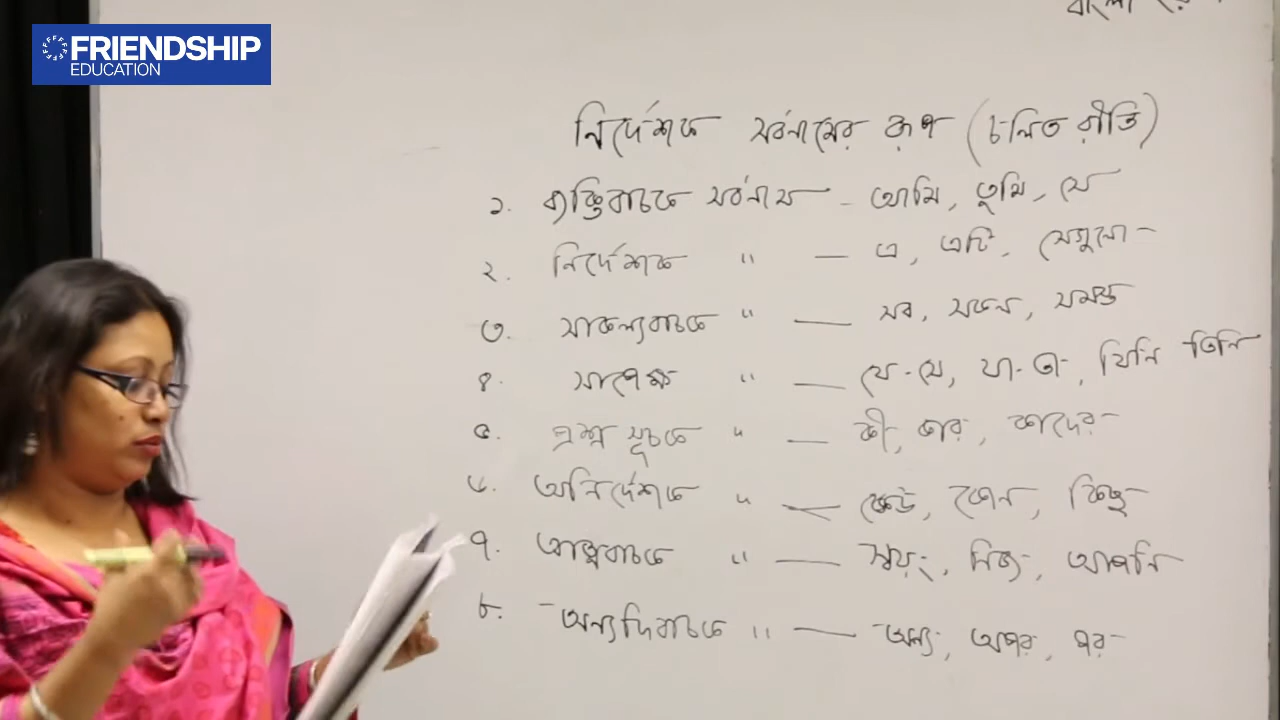 বাংলা
FRIENDSHIP
EDUCATION
নির্দেশক সর্বনামের রূপ (চলিত রীতি)
১. ব্যক্তিবাচক সর্বনাম - আমি, তুমি, সে
২. নির্দেশক " — এ, এটি, সেগুলো
৩. সাকল্যবাচক " — সব, সকল, সমস্ত
৪. সাপেক্ষ " — যে-সে, যা-তা, যিনি তিনি
৫. প্রশ্ন সূচক " — কী, কার, কাদের
৬. অনির্দেশক " — কেউ, কোন, কিছু
৭. আত্মবাচক " — স্বয়ং, নিজ, আপনি
৮. অন্যদিবাচক " — অন্য, অপর, পর